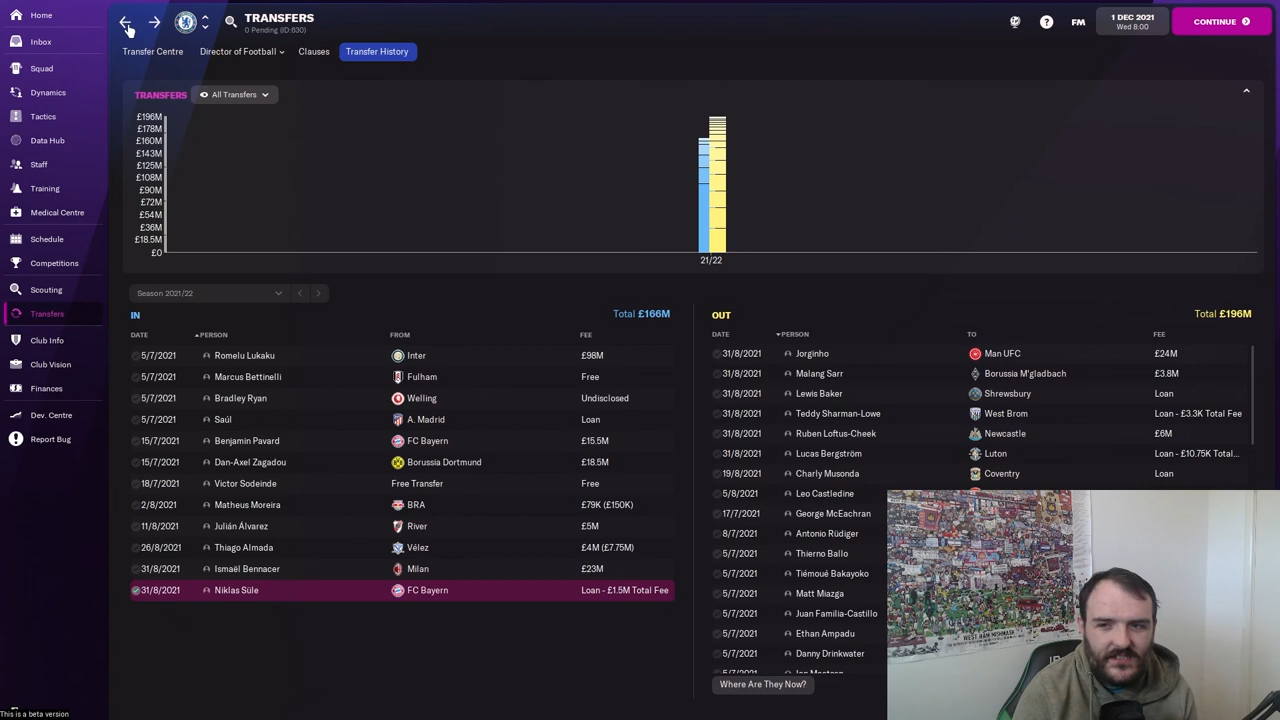 Home
Inbox
Squad
Dynamics
Tactics
Data Hub
Staff
Training
Medical Centre
Schedule
Competitions
Scouting
Transfers
Club Info
Club Vision
Finances
Dev. Centre
Report Bug
This is a beta version
TRANSFERS
0 Pending (ID:630)
FM
1 DEC 2021
Wed 8:00
CONTINUE
Transfer Centre
Director of Football
Clauses
Transfer History
TRANSFERS
All Transfers
£196M
£178M
£160M
£143M
£125M
£108M
£90M
£72M
£54M
£36M
£18.5M
£0
21/22
Season 2021/22
IN Total £166M
DATE PERSON FROM FEE
5/7/2021 Romelu Lukaku Inter £98M
5/7/2021 Marcus Bettinelli Fulham Free
5/7/2021 Bradley Ryan Welling Undisclosed
5/7/2021 Saúl A. Madrid Loan
15/7/2021 Benjamin Pavard FC Bayern £15.5M
15/7/2021 Dan-Axel Zagadou Borussia Dortmund £18.5M
18/7/2021 Victor Sodeinde Free Transfer Free
2/8/2021 Matheus Moreira BRA £79K (£150K)
11/8/2021 Julián Álvarez River £5M
26/8/2021 Thiago Almada Vélez £4M (£7.75M)
31/8/2021 Ismaël Bennacer Milan £23M
31/8/2021 Niklas Süle FC Bayern Loan - £1.5M Total Fee
OUT Total £196M
DATE PERSON TO FEE
31/8/2021 Jorginho Man UFC £24M
31/8/2021 Malang Sarr Borussia M'gladbach £3.8M
31/8/2021 Lewis Baker Shrewsbury Loan
31/8/2021 Teddy Sharman-Lowe West Brom Loan - £3.3K Total Fee
31/8/2021 Ruben Loftus-Cheek Newcastle £6M
31/8/2021 Lucas Bergström Luton Loan - £10.75K Total...
19/8/2021 Charly Musonda Coventry Loan
5/8/2021 Leo Castledine
17/7/2021 George McEachran
8/7/2021 Antonio Rüdiger
5/7/2021 Thierno Ballo
5/7/2021 Tiémoué Bakayoko
5/7/2021 Matt Miazga
5/7/2021 Juan Familia-Castillo
5/7/2021 Ethan Ampadu
5/7/2021 Danny Drinkwater
Where Are They Now?
WEST HAM MISHMASH